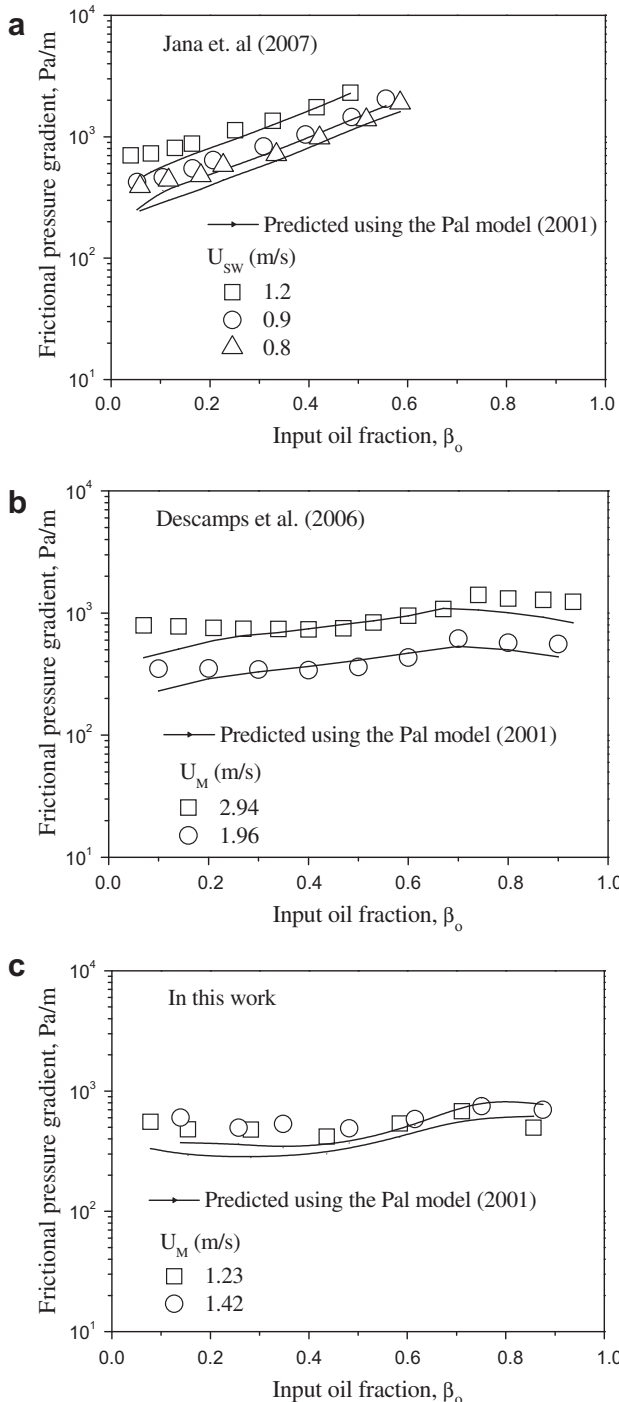 a
10^4
Jana et. al (2007)
10^3
Frictional pressure gradient, Pa/m
Predicted using the Pal model (2001)
10^2
U_SW (m/s)
1.2
0.9
0.8
10^1
0.0 0.2 0.4 0.6 0.8 1.0
Input oil fraction, β_o
b
10^4
Descamps et al. (2006)
10^3
Frictional pressure gradient, Pa/m
10^2
Predicted using the Pal model (2001)
U_M (m/s)
2.94
1.96
10^1
0.0 0.2 0.4 0.6 0.8 1.0
Input oil fraction, β_o
c
10^4
In this work
10^3
Frictional pressure gradient, Pa/m
Predicted using the Pal model (2001)
10^2
U_M (m/s)
1.23
1.42
10^1
0.0 0.2 0.4 0.6 0.8 1.0
Input oil fraction, β_o